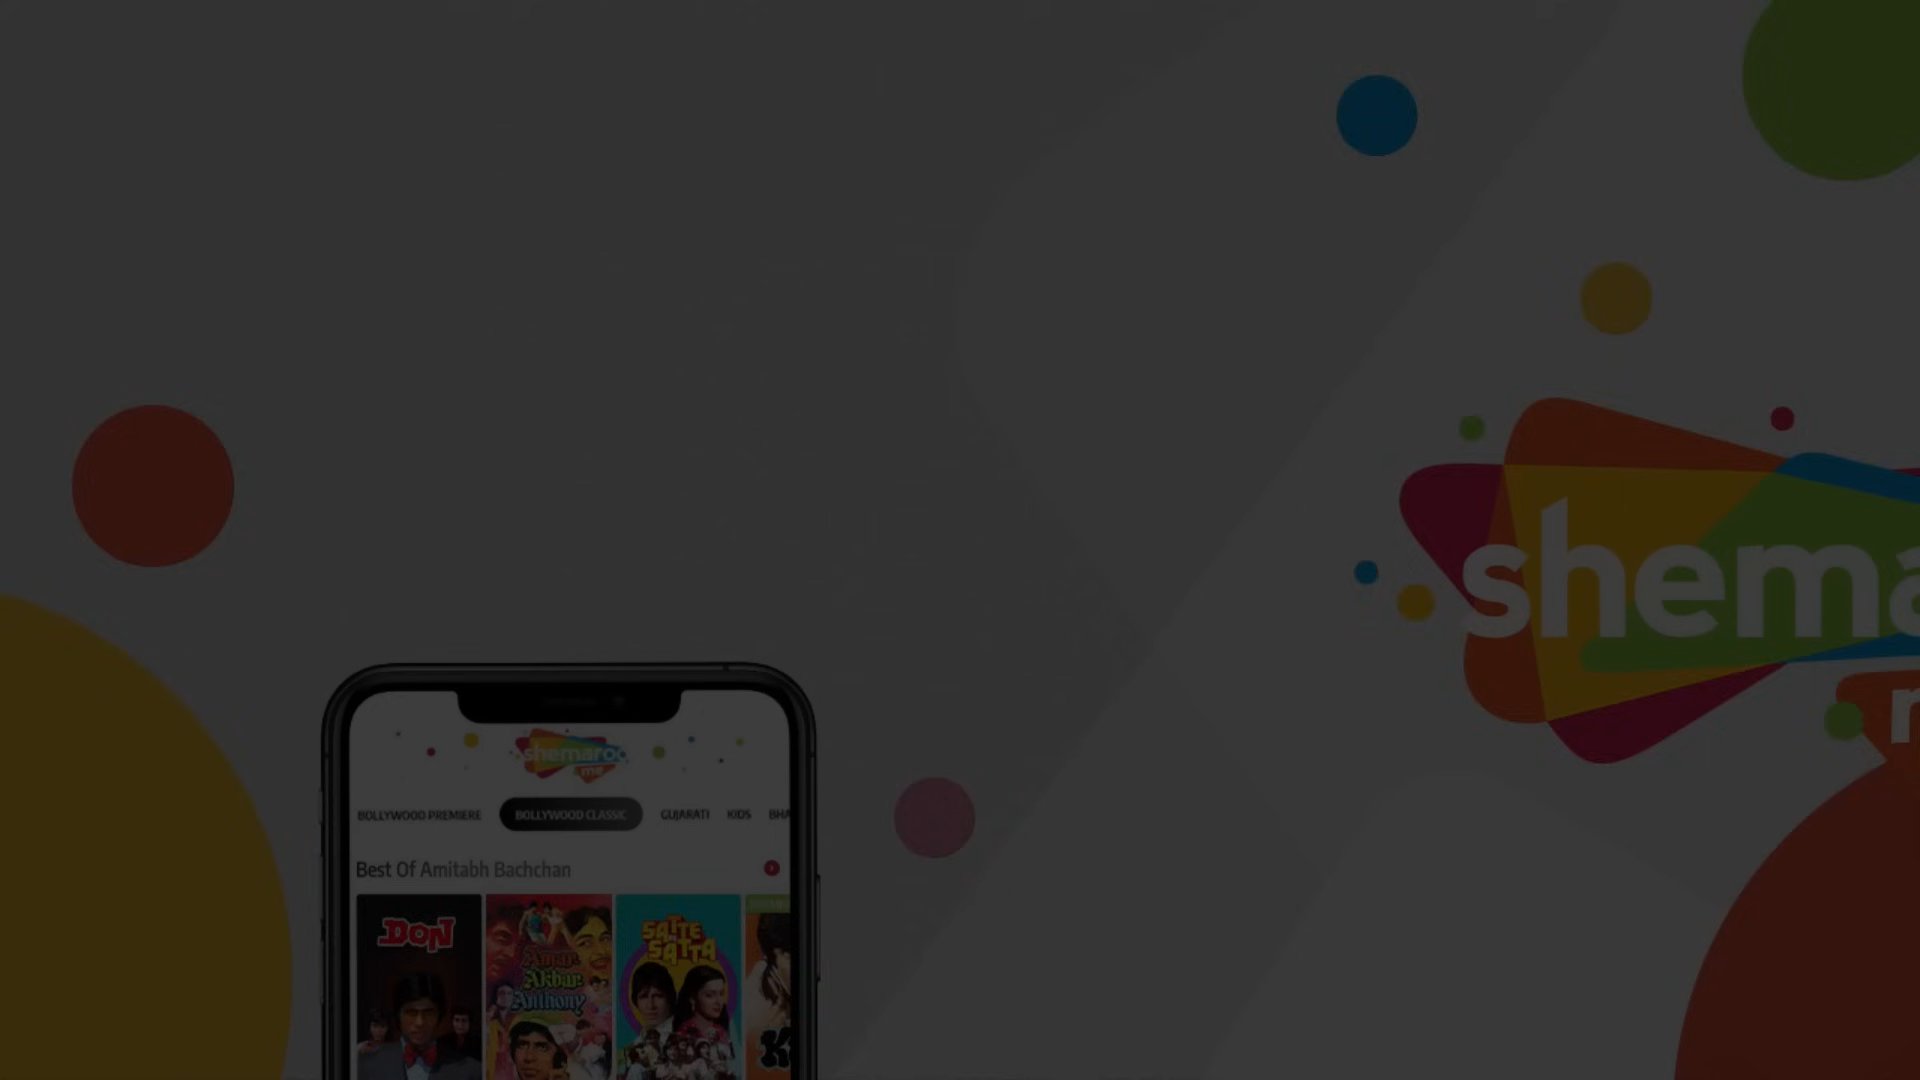 shema
shemaroo
me
BOLLYWOOD PREMIERE BOLLYWOOD CLASSIC GUJARATI KIDS BHA
Best Of Amitabh Bachchan
DON
Amar
Akbar
Anthony
SATTE
SATTA
K